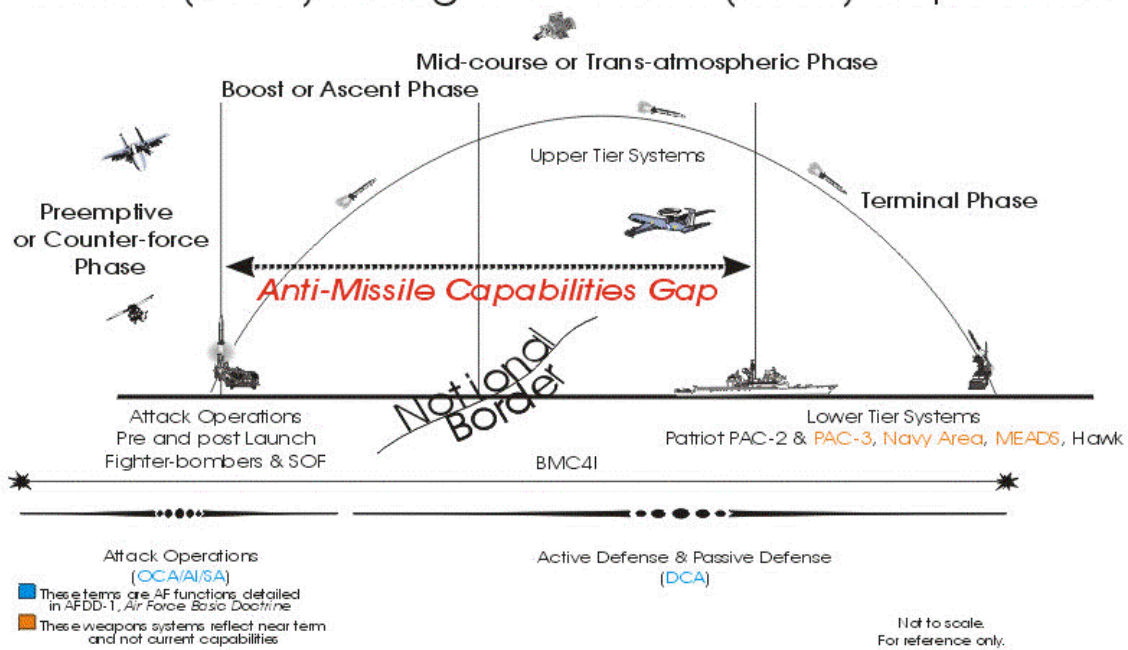 Mid-course or Trans-atmospheric Phase
Boost or Ascent Phase
Upper Tier Systems
Terminal Phase
Preemptive
or Counter-force
Phase
Anti-Missile Capabilities Gap
National
Border
Attack Operations
Pre and post Launch
Fighter-bombers & SOF
Lower Tier Systems
Patriot PAC-2 & PAC-3, Navy Area, MEADS, Hawk
BMC4I
Attack Operations
(OCA/AI/SA)
Active Defense & Passive Defense
(DCA)
These terms are AF functions detailed
in AFDD-1, Air Force Basic Doctrine
These weapons systems reflect near term
and not current capabilities
Not to scale.
For reference only.